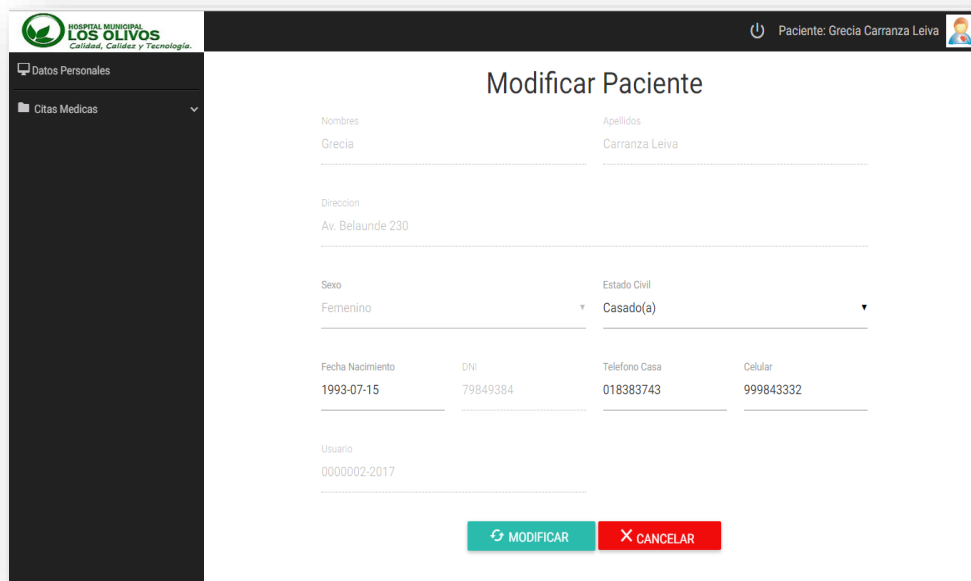 HOSPITAL MUNICIPAL
LOS OLIVOS
Calidad, Calidez y Tecnología.
Paciente: Grecia Carranza Leiva
Datos Personales
Citas Medicas
Modificar Paciente
Nombres Apellidos
Grecia Carranza Leiva
Direccion
Av. Belaunde 230
Sexo Estado Civil
Femenino Casado(a)
Fecha Nacimiento DNI Telefono Casa Celular
1993-07-15 79849384 018383743 999843332
Usuario
0000002-2017
MODIFICAR CANCELAR